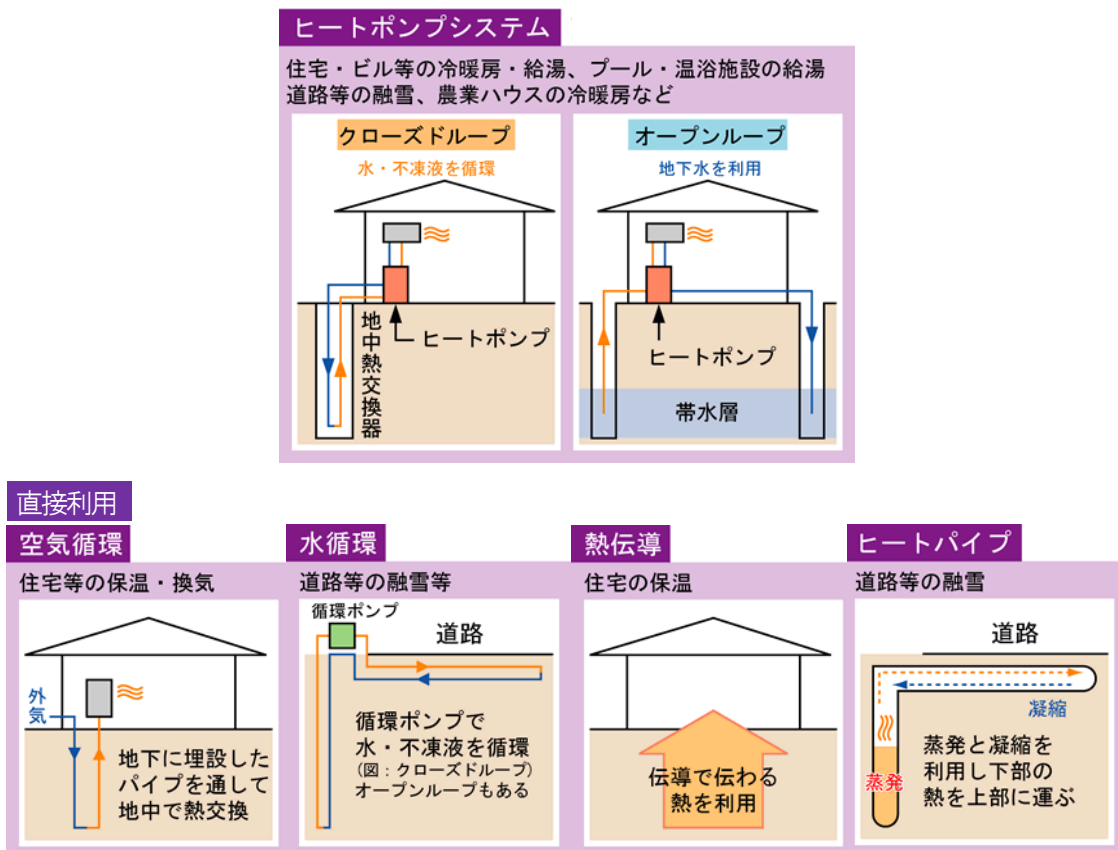 ヒートポンプシステム
住宅・ビル等の冷暖房・給湯、プール・温浴施設の給湯
道路等の融雪、農業ハウスの冷暖房など
クローズドループ
水・不凍液を循環
地中熱交換器
ヒートポンプ
オープンループ
地下水を利用
ヒートポンプ
帯水層
直接利用
空気循環
住宅等の保温・換気
外気
地下に埋設した
パイプを通して
地中で熱交換
水循環
道路等の融雪等
循環ポンプ
道路
循環ポンプで
水・不凍液を循環
(図：クローズドループ)
オープンループもある
熱伝導
住宅の保温
伝導で伝わる
熱を利用
ヒートパイプ
道路等の融雪
道路
凝縮
蒸発
蒸発と凝縮を
利用し下部の
熱を上部に運ぶ